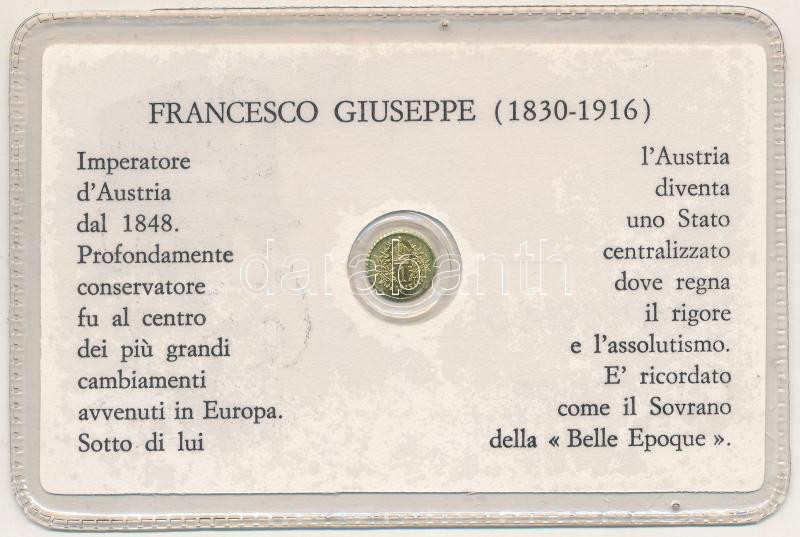 FRANCESCO GIUSEPPE (1830-1916)
Imperatore
d'Austria
dal 1848.
Profondamente
conservatore
fu al centro
dei più grandi
cambiamenti
avvenuti in Europa.
Sotto di lui
l'Austria
diventa
uno Stato
centralizzato
dove regna
il rigore
e l'assolutismo.
E' ricordato
come il Sovrano
della « Belle Epoque ».
darabanth